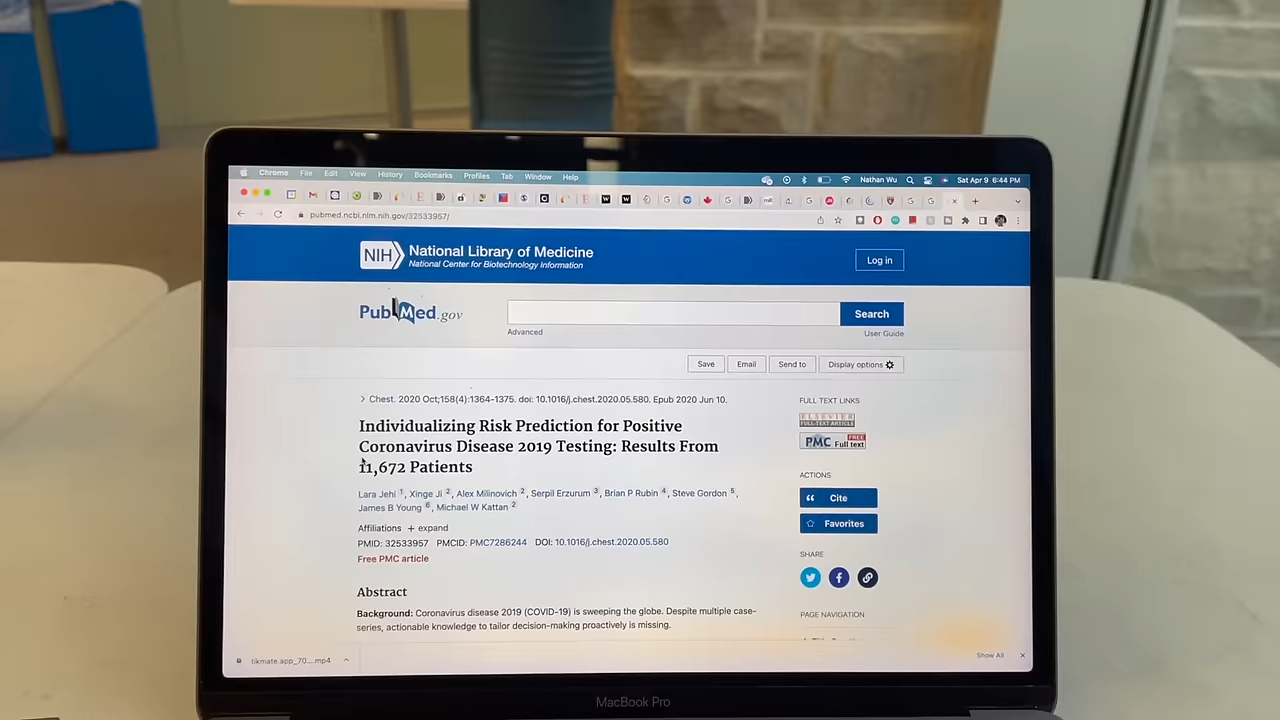 Chrome File Edit View History Bookmarks Profiles Tab Window Help Nathan Wu Sat Apr 9 6:44 PM
pubmed.ncbi.nlm.nih.gov/32533957/
NIH National Library of Medicine
National Center for Biotechnology Information
Log in
PubMed.gov
Search
Advanced
User Guide
Save Email Send to Display options
Chest. 2020 Oct;158(4):1364-1375. doi: 10.1016/j.chest.2020.05.580. Epub 2020 Jun 10.
Individualizing Risk Prediction for Positive
Coronavirus Disease 2019 Testing: Results From
11,672 Patients
Lara Jehi 1, Xinge Ji 2, Alex Milinovich 2, Serpil Erzurum 3, Brian P Rubin 4, Steve Gordon 5,
James B Young 6, Michael W Kattan 2
Affiliations + expand
PMID: 32533957 PMCID: PMC7286244 DOI: 10.1016/j.chest.2020.05.580
Free PMC article
Abstract
Background: Coronavirus disease 2019 (COVID-19) is sweeping the globe. Despite multiple case-
series, actionable knowledge to tailor decision-making proactively is missing.
FULL TEXT LINKS
ELSEVIER
FULL-TEXT ARTICLE
PMC FREE Full text
ACTIONS
Cite
Favorites
SHARE
PAGE NAVIGATION
tikmate.app_70....mp4
Show All
MacBook Pro